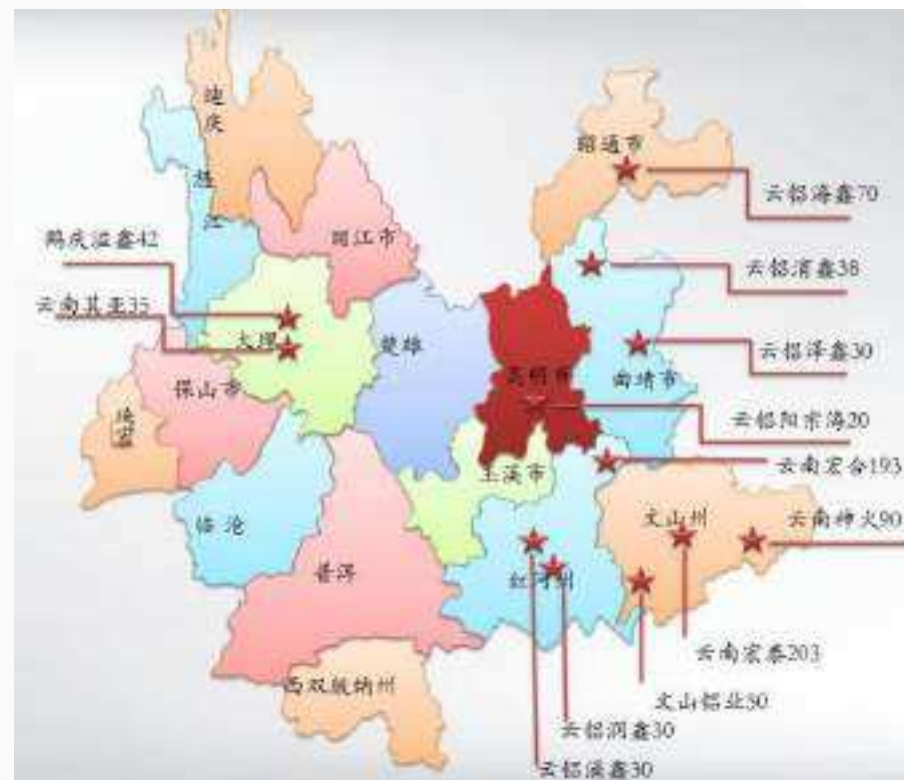 迪
庆
昭通市
云铝海鑫70
怒
江
丽江市
鹤庆溢鑫42
云铝淯鑫38
云南其亚35
大理
楚雄
云铝泽鑫30
昆明市
曲靖市
保山市
德宏
云铝阳宗海20
玉溪市
云南宏合193
临沧
文山州
云南神火90
普洱
红河州
云南宏泰203
西双版纳州
文山铝业50
云铝润鑫30
云铝溪鑫30